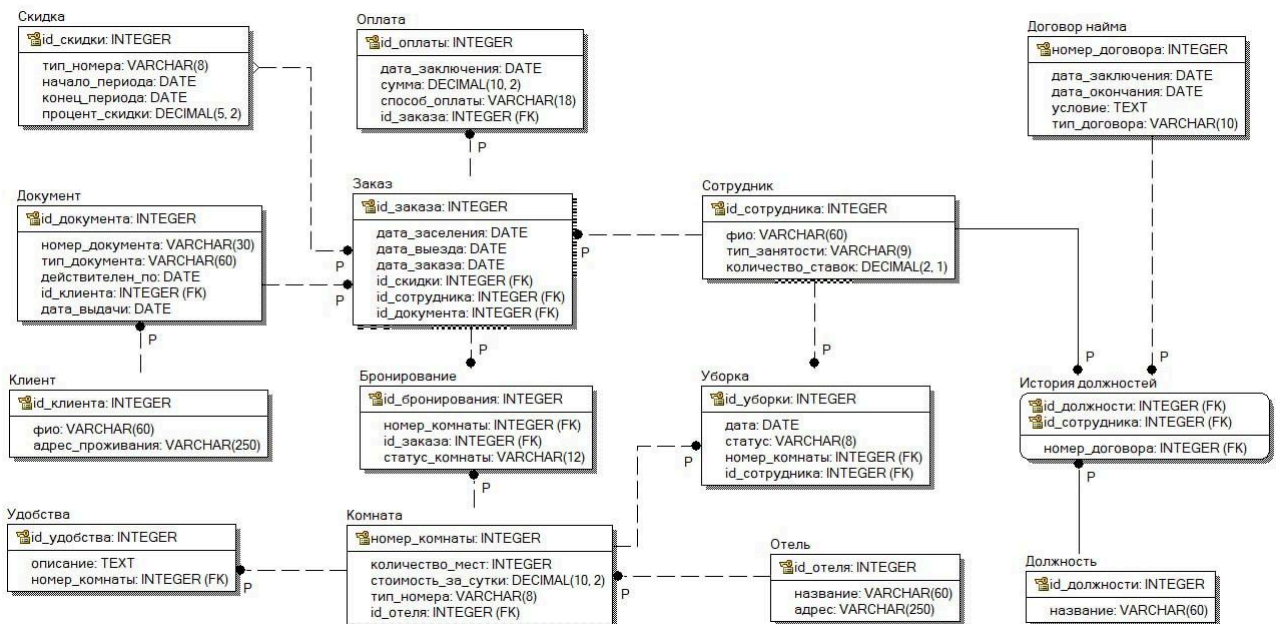 Скидка
id_скидки: INTEGER
тип_номера: VARCHAR(8)
начало_периода: DATE
конец_периода: DATE
процент_скидки: DECIMAL(5, 2)
Оплата
id_оплаты: INTEGER
дата_заключения: DATE
сумма: DECIMAL(10, 2)
способ_оплаты: VARCHAR(18)
id_заказа: INTEGER (FK)
P
Договор найма
номер_договора: INTEGER
дата_заключения: DATE
дата_окончания: DATE
условие: TEXT
тип_договора: VARCHAR(10)
Документ
id_документа: INTEGER
номер_документа: VARCHAR(30)
тип_документа: VARCHAR(60)
действителен_по: DATE
id_клиента: INTEGER (FK)
дата_выдачи: DATE
P
P
P
Заказ
id_заказа: INTEGER
дата_заселения: DATE
дата_выезда: DATE
дата_заказа: DATE
id_скидки: INTEGER (FK)
id_сотрудника: INTEGER (FK)
id_документа: INTEGER (FK)
P
Сотрудник
id_сотрудника: INTEGER
фио: VARCHAR(60)
тип_занятости: VARCHAR(9)
количество_ставок: DECIMAL(2, 1)
Клиент
id_клиента: INTEGER
фио: VARCHAR(60)
адрес_проживания: VARCHAR(250)
P
Бронирование
id_бронирования: INTEGER
номер_комнаты: INTEGER (FK)
id_заказа: INTEGER (FK)
статус_комнаты: VARCHAR(12)
P
P
Уборка
id_уборки: INTEGER
дата: DATE
статус: VARCHAR(8)
номер_комнаты: INTEGER (FK)
id_сотрудника: INTEGER (FK)
P
P
P
История должностей
id_должности: INTEGER (FK)
id_сотрудника: INTEGER (FK)
номер_договора: INTEGER (FK)
P
Удобства
id_удобства: INTEGER
описание: TEXT
номер_комнаты: INTEGER (FK)
P
Комната
номер_комнаты: INTEGER
количество_мест: INTEGER
стоимость_за_сутки: DECIMAL(10, 2)
тип_номера: VARCHAR(8)
id_отеля: INTEGER (FK)
P
Отель
id_отеля: INTEGER
название: VARCHAR(60)
адрес: VARCHAR(250)
Должность
id_должности: INTEGER
название: VARCHAR(60)